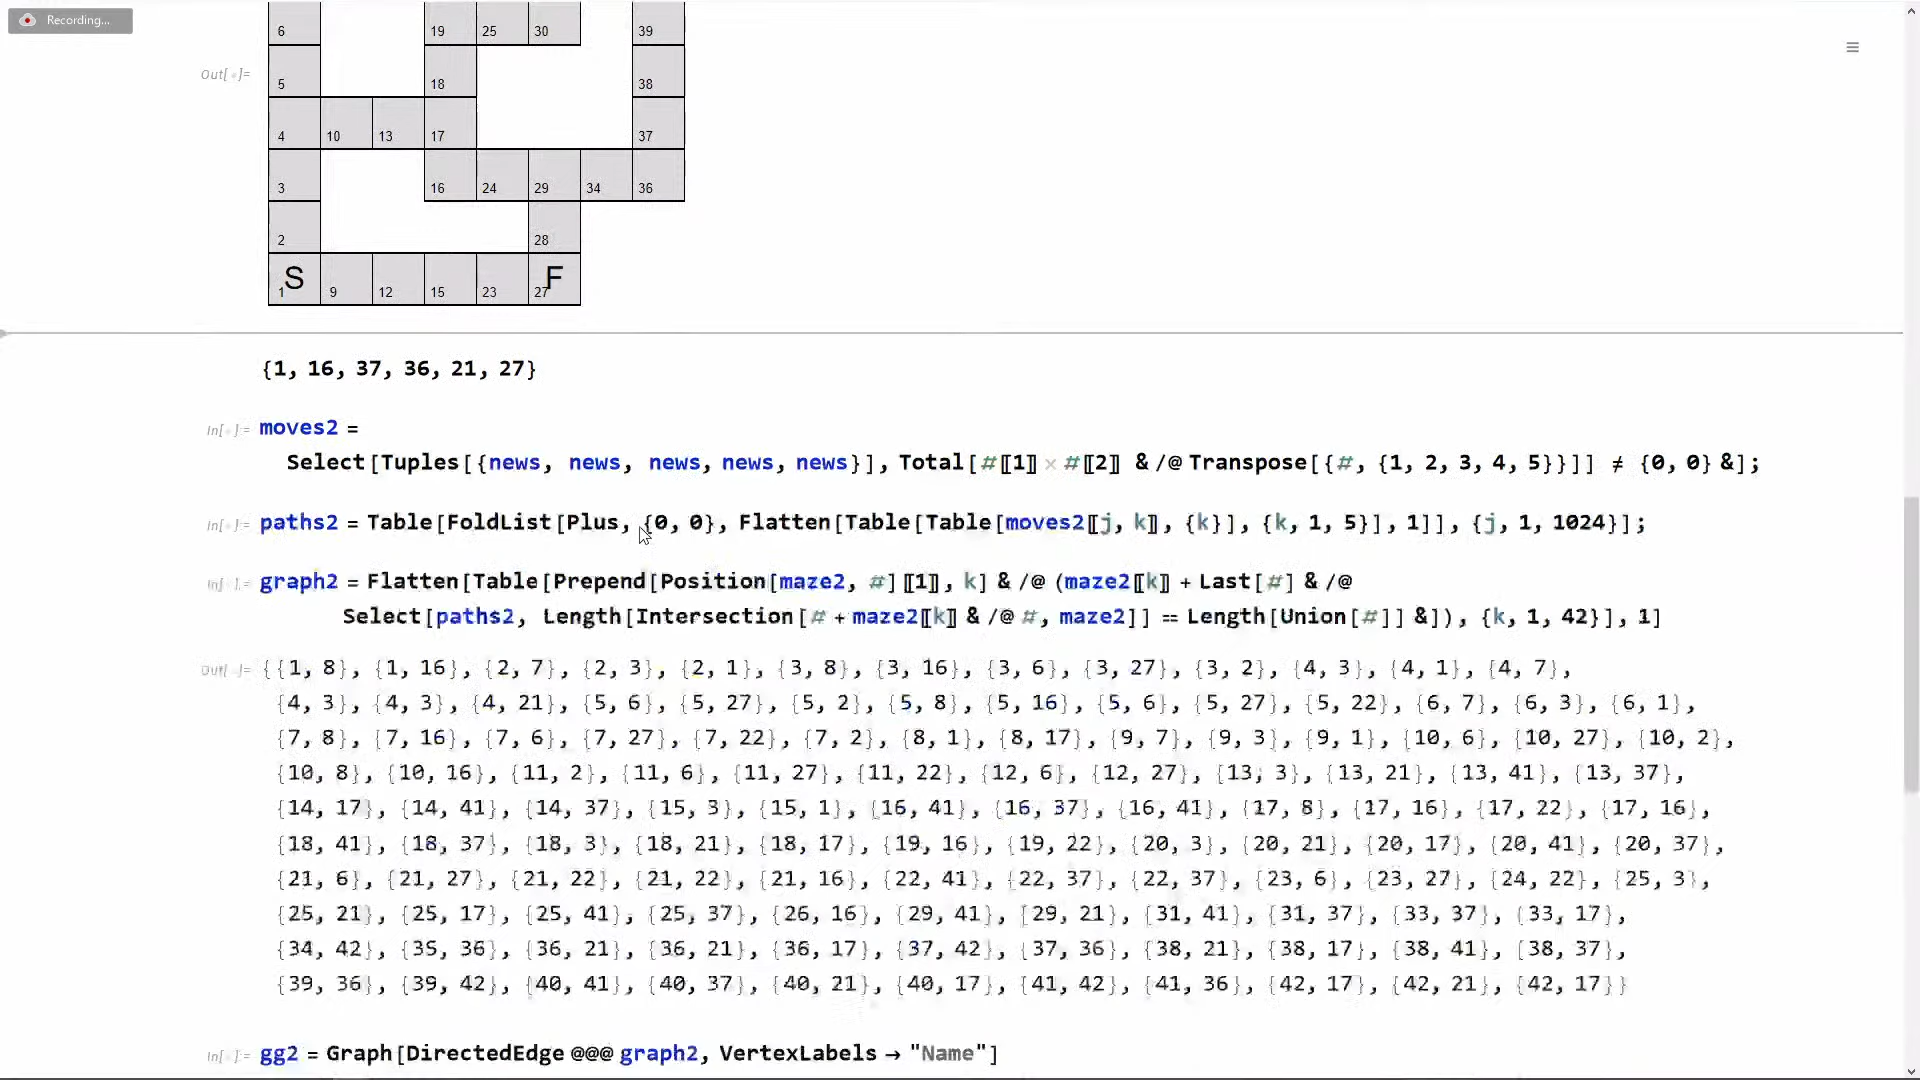 Recording...
6 19 25 30 39
Out[ ]=
5 18 38
4 10 13 17 37
3 16 24 29 34 36
2 28
S F
1 9 12 15 23 27
{1, 16, 37, 36, 21, 27}
In[ ]:= moves2 =
Select[Tuples[{news, news, news, news, news}], Total[#⟦1⟧ × #⟦2⟧ & /@ Transpose[{#, {1, 2, 3, 4, 5}}]] ≠ {0, 0} &];
In[ ]:= paths2 = Table[FoldList[Plus, {0, 0}, Flatten[Table[Table[moves2⟦j, k⟧, {k}], {k, 1, 5}], 1]], {j, 1, 1024}];
In[ ]:= graph2 = Flatten[Table[Prepend[Position[maze2, #]⟦1⟧, k] & /@ (maze2⟦k⟧ + Last[#] & /@
Select[paths2, Length[Intersection[# + maze2⟦k⟧ & /@ #, maze2]] == Length[Union[#]] &]), {k, 1, 42}], 1]
Out[ ]= {{1, 8}, {1, 16}, {2, 7}, {2, 3}, {2, 1}, {3, 8}, {3, 16}, {3, 6}, {3, 27}, {3, 2}, {4, 3}, {4, 1}, {4, 7},
{4, 3}, {4, 3}, {4, 21}, {5, 6}, {5, 27}, {5, 2}, {5, 8}, {5, 16}, {5, 6}, {5, 27}, {5, 22}, {6, 7}, {6, 3}, {6, 1},
{7, 8}, {7, 16}, {7, 6}, {7, 27}, {7, 22}, {7, 2}, {8, 1}, {8, 17}, {9, 7}, {9, 3}, {9, 1}, {10, 6}, {10, 27}, {10, 2},
{10, 8}, {10, 16}, {11, 2}, {11, 6}, {11, 27}, {11, 22}, {12, 6}, {12, 27}, {13, 3}, {13, 21}, {13, 41}, {13, 37},
{14, 17}, {14, 41}, {14, 37}, {15, 3}, {15, 1}, {16, 41}, {16, 37}, {16, 41}, {17, 8}, {17, 16}, {17, 22}, {17, 16},
{18, 41}, {18, 37}, {18, 3}, {18, 21}, {18, 17}, {19, 16}, {19, 22}, {20, 3}, {20, 21}, {20, 17}, {20, 41}, {20, 37},
{21, 6}, {21, 27}, {21, 22}, {21, 22}, {21, 16}, {22, 41}, {22, 37}, {22, 37}, {23, 6}, {23, 27}, {24, 22}, {25, 3},
{25, 21}, {25, 17}, {25, 41}, {25, 37}, {26, 16}, {29, 41}, {29, 21}, {31, 41}, {31, 37}, {33, 37}, {33, 17},
{34, 42}, {35, 36}, {36, 21}, {36, 21}, {36, 17}, {37, 42}, {37, 36}, {38, 21}, {38, 17}, {38, 41}, {38, 37},
{39, 36}, {39, 42}, {40, 41}, {40, 37}, {40, 21}, {40, 17}, {41, 42}, {41, 36}, {42, 17}, {42, 21}, {42, 17}}
In[ ]:= gg2 = Graph[DirectedEdge @@@ graph2, VertexLabels → "Name"]